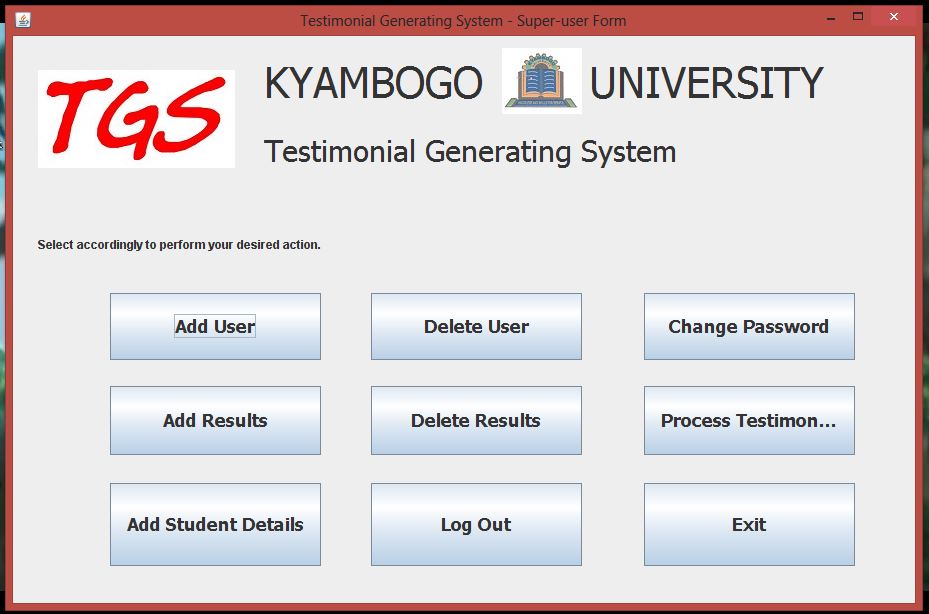 Testimonial Generating System - Super-user Form
TGS
KYAMBOGO UNIVERSITY
Testimonial Generating System
Select accordingly to perform your desired action.
Add User Delete User Change Password
Add Results Delete Results Process Testimon...
Add Student Details Log Out Exit